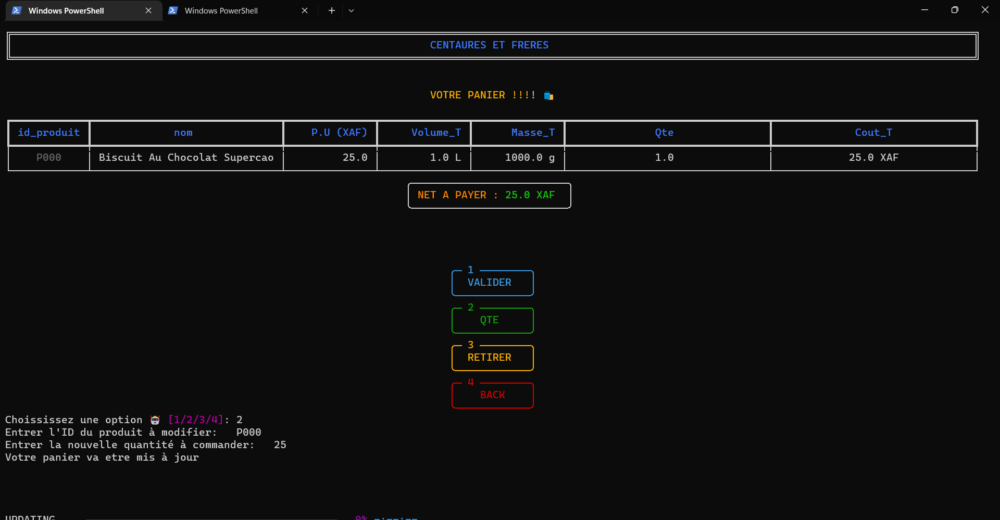 Windows PowerShell Windows PowerShell
CENTAURES ET FRERES
VOTRE PANIER !!!!
id_produit nom P.U (XAF) Volume_T Masse_T Qte Cout_T
P000 Biscuit Au Chocolat Supercao 25.0 1.0 L 1000.0 g 1.0 25.0 XAF
NET A PAYER : 25.0 XAF
1
VALIDER
2
QTE
3
RETIRER
4
BACK
Choississez une option [1/2/3/4]: 2
Entrer l'ID du produit à modifier: P000
Entrer la nouvelle quantité à commander: 25
Votre panier va etre mis à jour
UPDATING 0% -:--:--